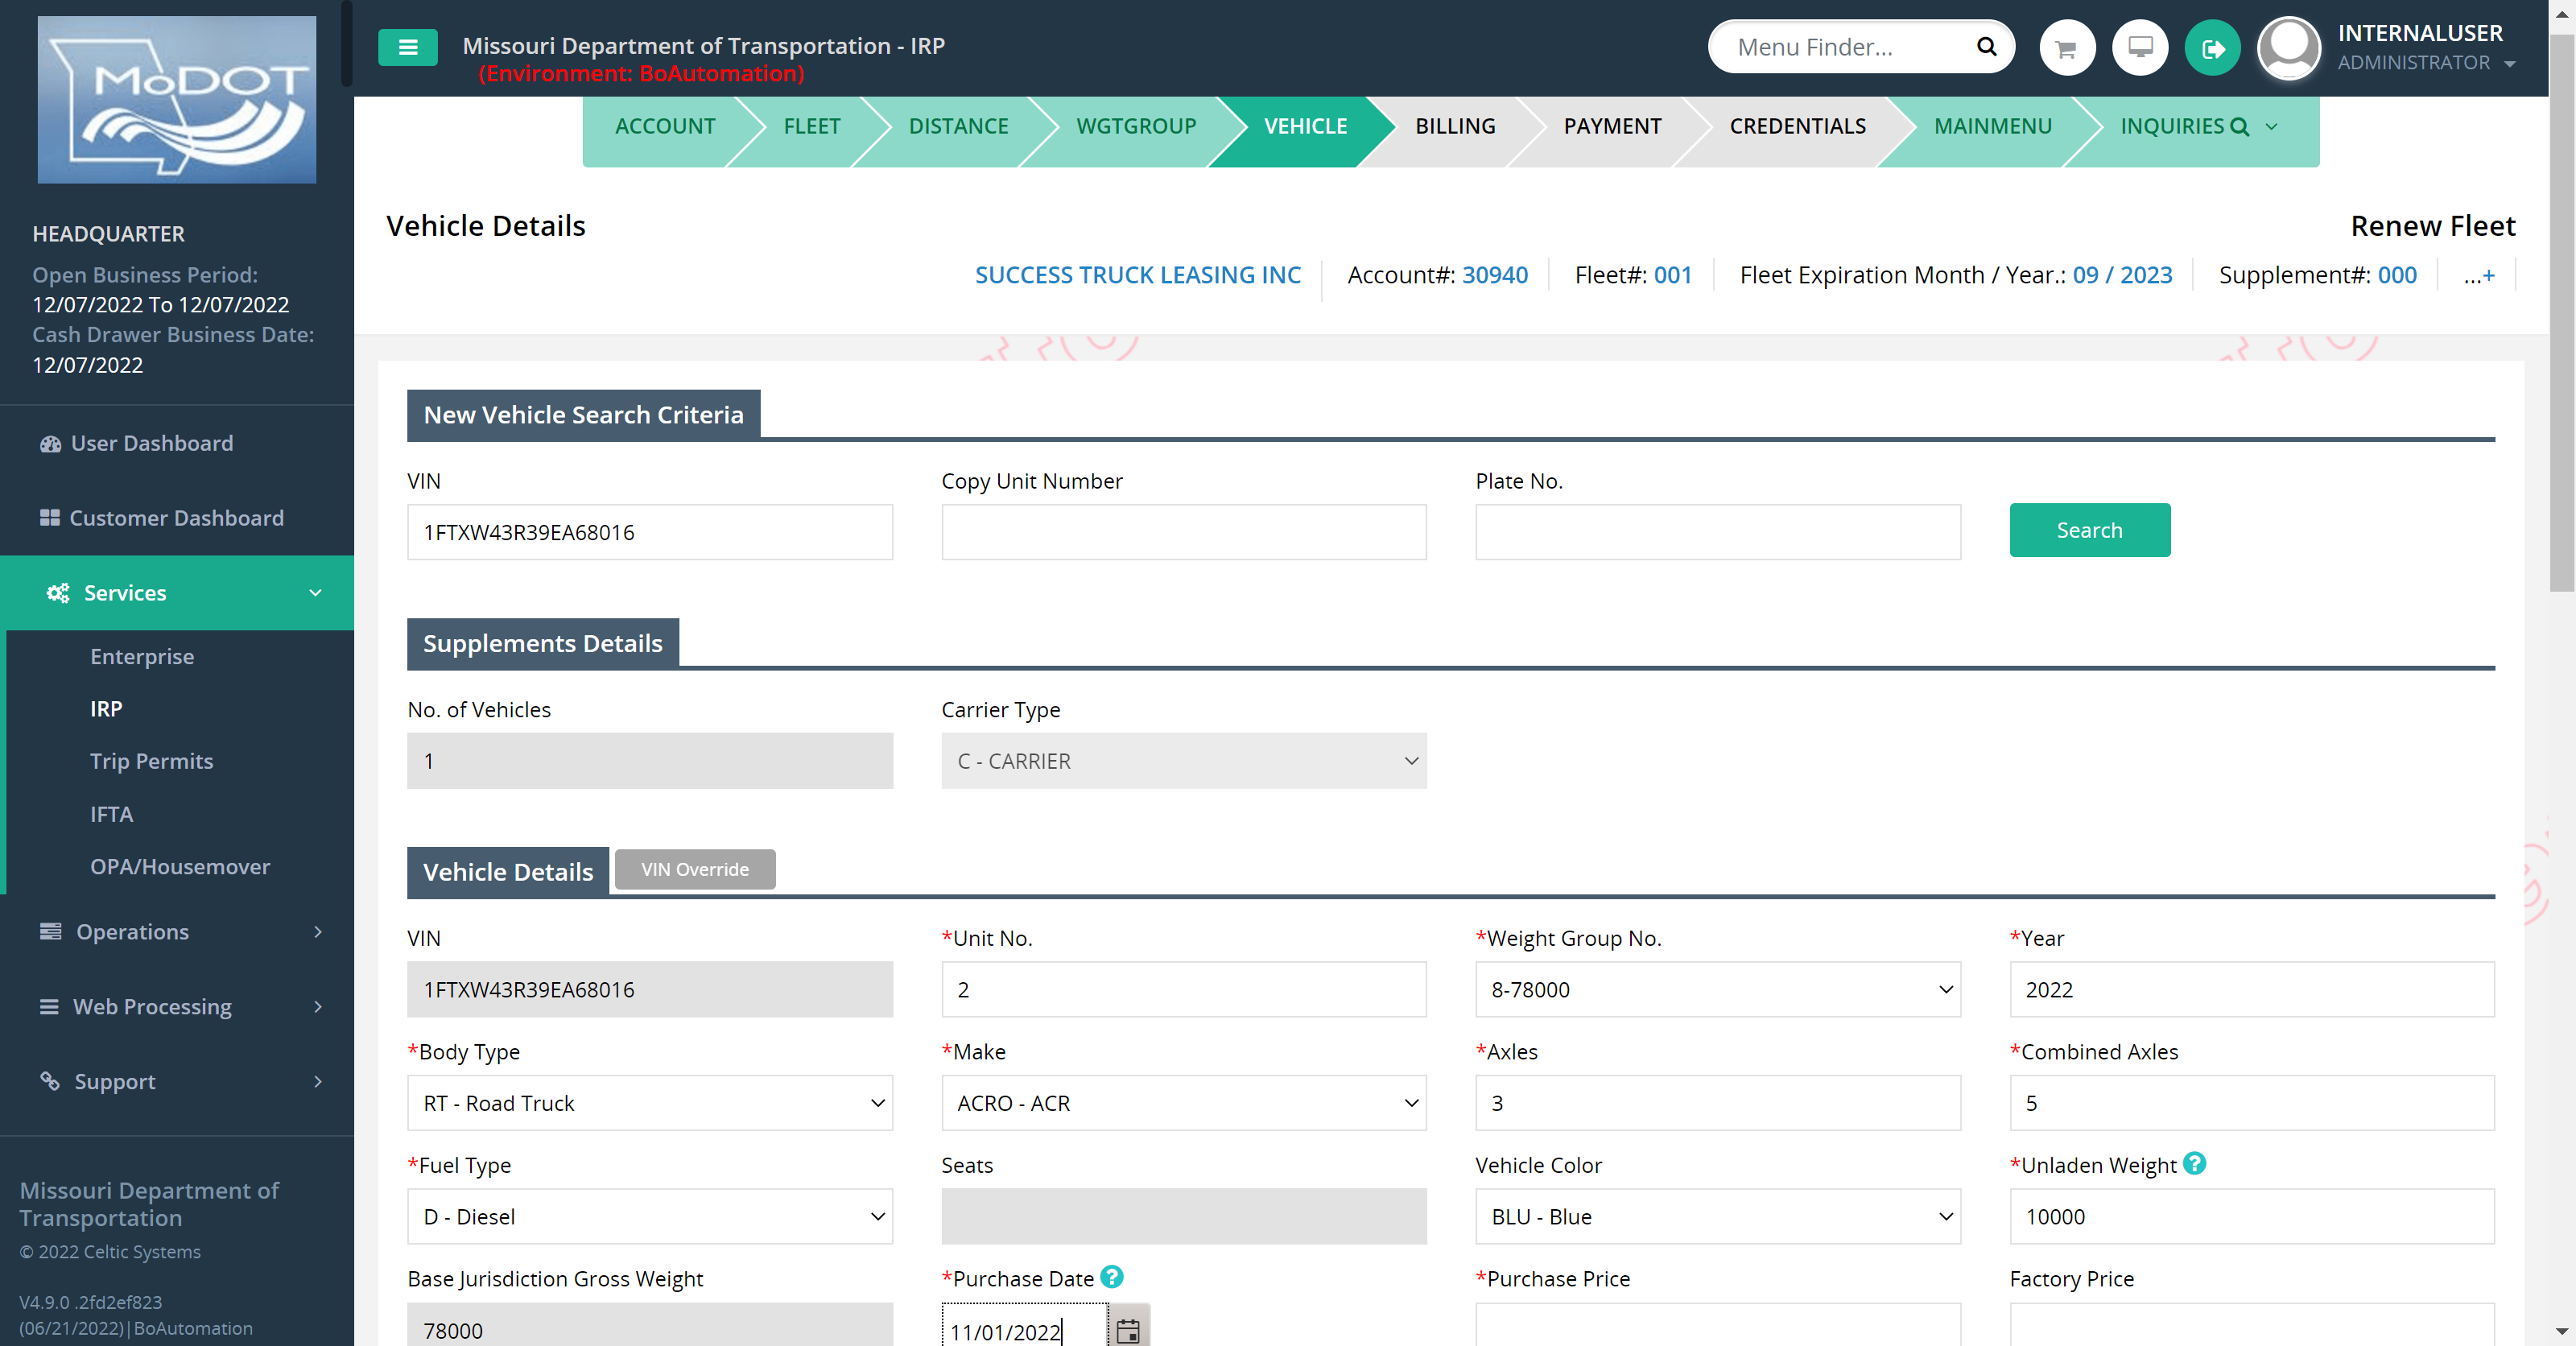 MoDOT
Missouri Department of Transportation - IRP
(Environment: BoAutomation)
Menu Finder...
INTERNALUSER
ADMINISTRATOR
ACCOUNT
FLEET
DISTANCE
WGTGROUP
VEHICLE
BILLING
PAYMENT
CREDENTIALS
MAINMENU
INQUIRIES
HEADQUARTER
Open Business Period:
12/07/2022 To 12/07/2022
Cash Drawer Business Date:
12/07/2022
User Dashboard
Customer Dashboard
Services
Enterprise
IRP
Trip Permits
IFTA
OPA/Housemover
Operations
Web Processing
Support
Missouri Department of
Transportation
© 2022 Celtic Systems
V4.9.0 .2fd2ef823
(06/21/2022)|BoAutomation
Vehicle Details
Renew Fleet
SUCCESS TRUCK LEASING INC
Account#: 30940
Fleet#: 001
Fleet Expiration Month / Year.: 09 / 2023
Supplement#: 000
...+
New Vehicle Search Criteria
VIN
Copy Unit Number
Plate No.
1FTXW43R39EA68016
Search
Supplements Details
No. of Vehicles
Carrier Type
1
C - CARRIER
Vehicle Details
VIN Override
VIN
*Unit No.
*Weight Group No.
*Year
1FTXW43R39EA68016
2
8-78000
2022
*Body Type
*Make
*Axles
*Combined Axles
RT - Road Truck
ACRO - ACR
3
5
*Fuel Type
Seats
Vehicle Color
*Unladen Weight ?
D - Diesel
BLU - Blue
10000
Base Jurisdiction Gross Weight
*Purchase Date ?
*Purchase Price
Factory Price
78000
11/01/2022